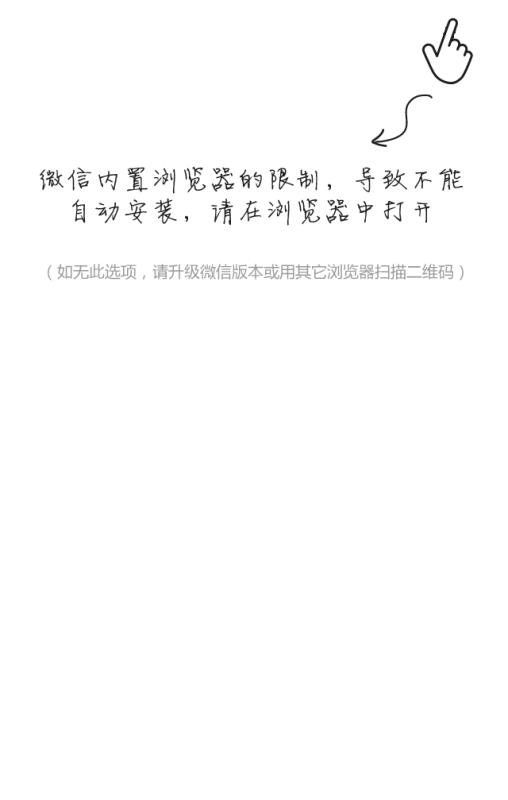 微信内置浏览器的限制，导致不能
自动安装，请在浏览器中打开
（如无此选项，请升级微信版本或用其它浏览器扫描二维码）